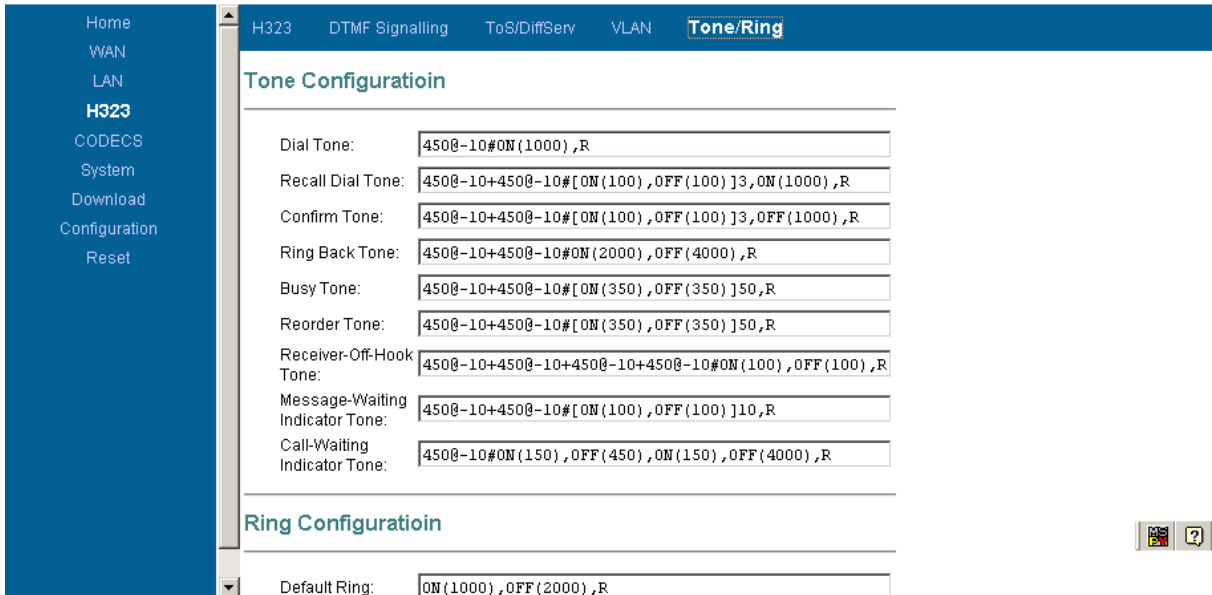 Home
WAN
LAN
H323
CODECS
System
Download
Configuration
Reset
H323 DTMF Signalling ToS/DiffServ VLAN Tone/Ring
Tone Configuratioin
Dial Tone: 450@-10#ON(1000),R
Recall Dial Tone: 450@-10+450@-10#[ON(100),OFF(100)]3,ON(1000),R
Confirm Tone: 450@-10+450@-10#[ON(100),OFF(100)]3,OFF(1000),R
Ring Back Tone: 450@-10+450@-10#ON(2000),OFF(4000),R
Busy Tone: 450@-10+450@-10#[ON(350),OFF(350)]50,R
Reorder Tone: 450@-10+450@-10#[ON(350),OFF(350)]50,R
Receiver-Off-Hook
Tone: 450@-10+450@-10+450@-10+450@-10#ON(100),OFF(100),R
Message-Waiting
Indicator Tone: 450@-10+450@-10#[ON(100),OFF(100)]10,R
Call-Waiting
Indicator Tone: 450@-10#ON(150),OFF(450),ON(150),OFF(4000),R
Ring Configuratioin
Default Ring: ON(1000),OFF(2000),R